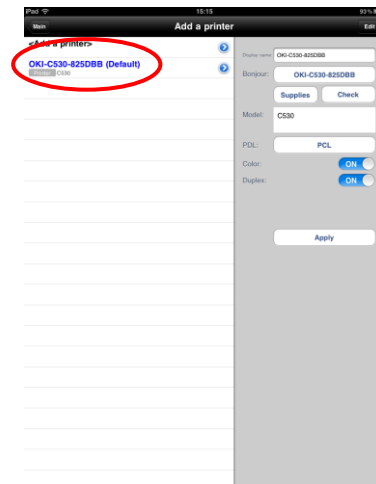 iPad 15:15 93%
Main Add a printer Edit
<Add a printer>
OKI-C530-825DBB (Default)
Printer C530
Display name: OKI-C530-825DBB
Bonjour: OKI-C530-825DBB
Supplies Check
Model: C530
PDL: PCL
Color: ON
Duplex: ON
Apply